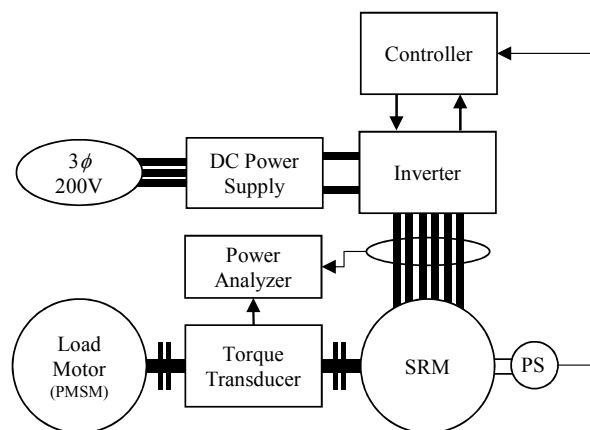 Controller
3ϕ
200V
DC Power
Supply
Inverter
Power
Analyzer
Load
Motor
(PMSM)
Torque
Transducer
SRM
PS